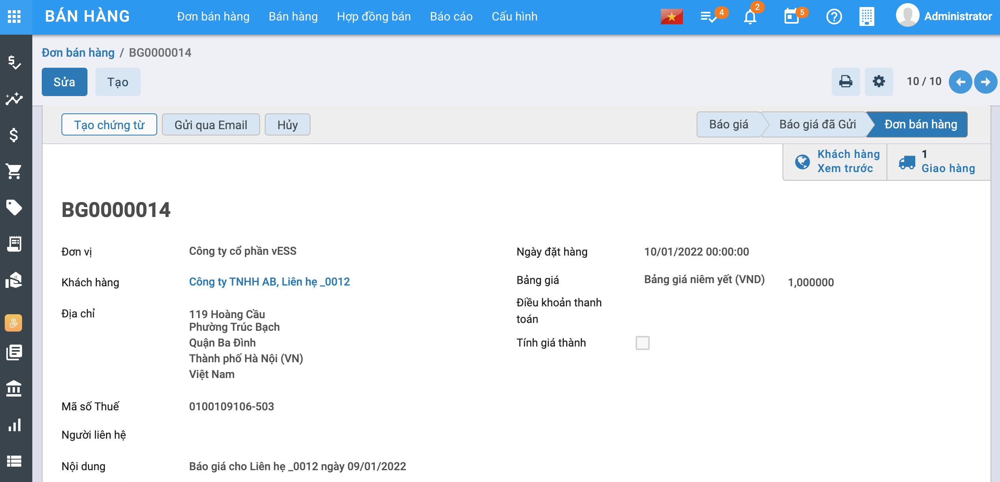 BÁN HÀNG
Đơn bán hàng
Bán hàng
Hợp đồng bán
Báo cáo
Cấu hình
4
2
5
Administrator
Đơn bán hàng / BG0000014
Sửa
Tạo
10 / 10
Tạo chứng từ
Gửi qua Email
Hủy
Báo giá
Báo giá đã Gửi
Đơn bán hàng
Khách hàng
Xem trước
1
Giao hàng
BG0000014
Đơn vị
Công ty cổ phần vESS
Khách hàng
Công ty TNHH AB, Liên hẹ _0012
Địa chỉ
119 Hoàng Cầu
Phường Trúc Bạch
Quận Ba Đình
Thành phố Hà Nội (VN)
Việt Nam
Mã số Thuế
0100109106-503
Người liên hệ
Nội dung
Báo giá cho Liên hẹ _0012 ngày 09/01/2022
Ngày đặt hàng
10/01/2022 00:00:00
Bảng giá
Bảng giá niêm yết (VND)
1,000000
Điều khoản thanh
toán
Tính giá thành